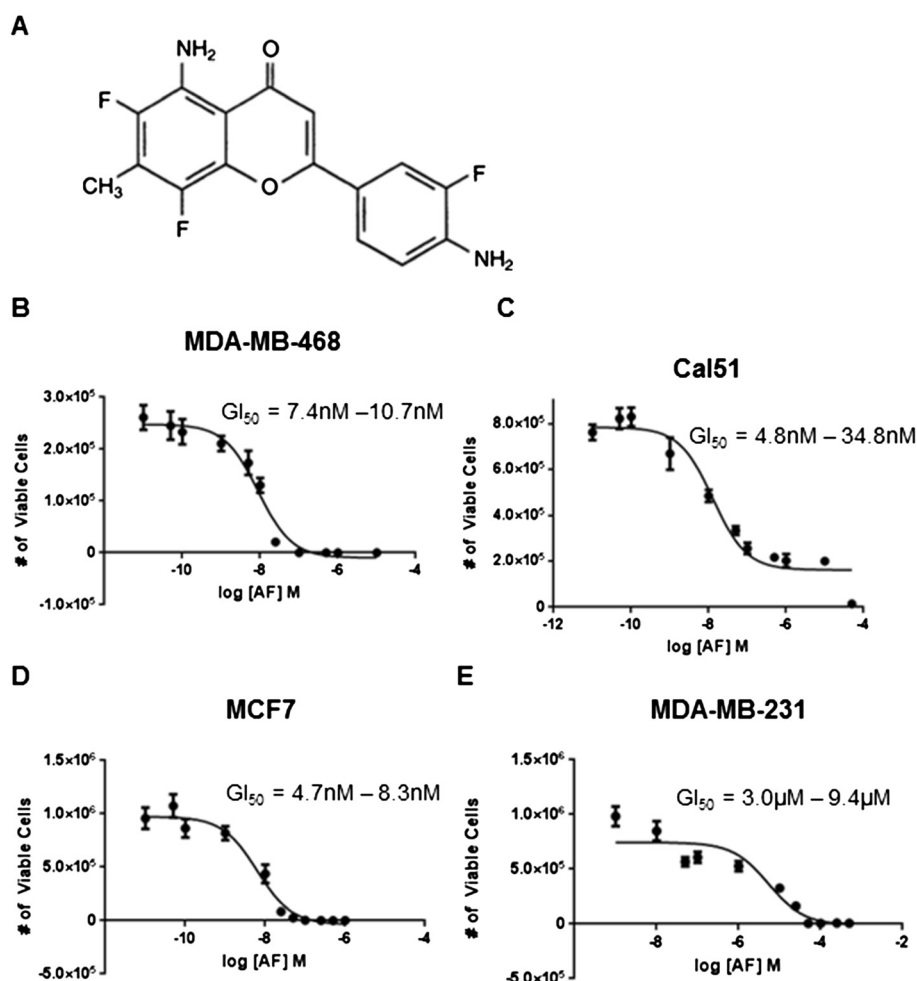 A
NH₂
O
F
CH₃
O
F
F
NH₂
B
MDA-MB-468
GI₅₀ = 7.4nM –10.7nM
# of Viable Cells
3.0×10⁵
2.0×10⁵
1.0×10⁵
0
-1.0×10⁵
-10
-8
-6
-4
log [AF] M
C
Cal51
GI₅₀ = 4.8nM – 34.8nM
# of Viable Cells
8.0×10⁵
6.0×10⁵
4.0×10⁵
2.0×10⁵
0
-12
-10
-8
-6
-4
log [AF] M
D
MCF7
GI₅₀ = 4.7nM – 8.3nM
# of Viable Cells
1.5×10⁶
1.0×10⁶
5.0×10⁵
0
-5.0×10⁵
-10
-8
-6
-4
log [AF] M
E
MDA-MB-231
GI₅₀ = 3.0µM – 9.4µM
# of Viable Cells
1.5×10⁶
1.0×10⁶
5.0×10⁵
0
-5.0×10⁵
-8
-6
-4
-2
log [AF] M